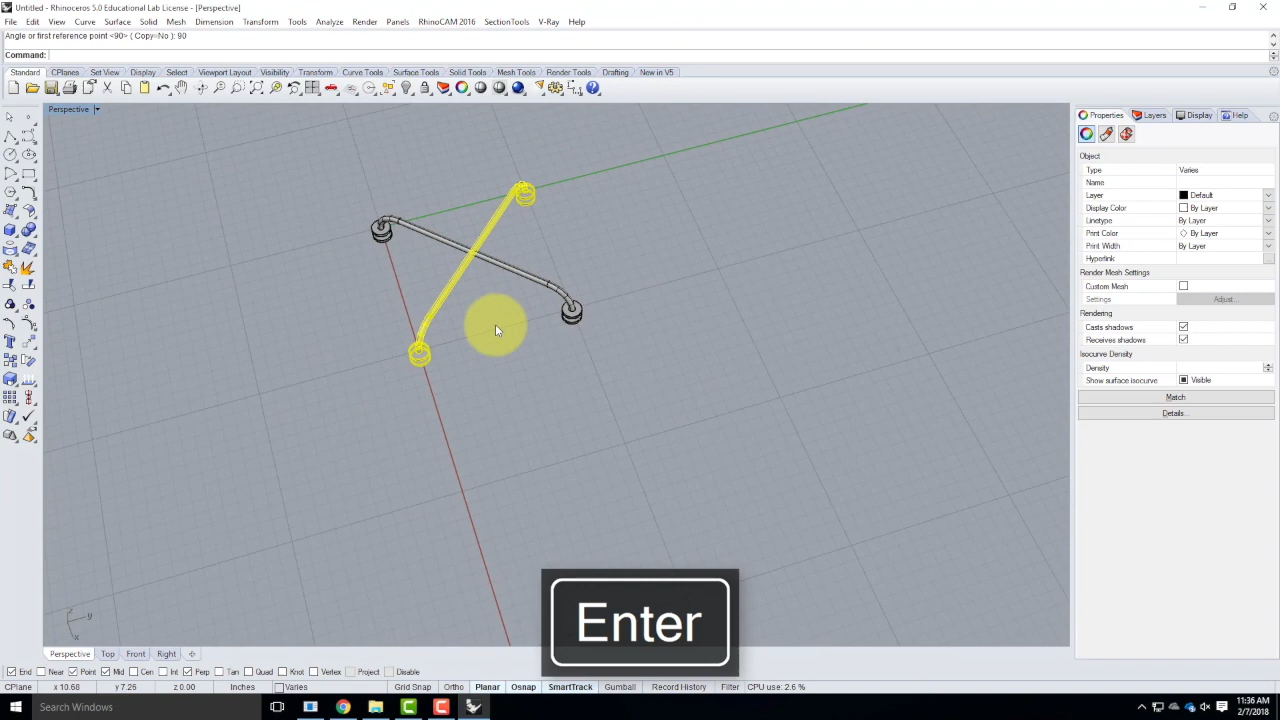 Untitled - Rhinoceros 5.0 Educational Lab License - [Perspective]
File Edit View Curve Surface Solid Mesh Dimension Transform Tools Analyze Render Panels RhinoCAM 2016 SectionTools V-Ray Help
Angle or first reference point <90> ( Copy=No ): 90
Command:
Standard CPlanes Set View Display Select Viewport Layout Visibility Transform Curve Tools Surface Tools Solid Tools Mesh Tools Render Tools Drafting New in V5
Perspective
Properties Layers Display Help
Object
Type Varies
Name
Layer Default
Display Color By Layer
Linetype By Layer
Print Color By Layer
Print Width By Layer
Hyperlink ...
Render Mesh Settings
Custom Mesh
Settings Adjust...
Rendering
Casts shadows
Receives shadows
Isocurve Density
Density
Show surface isocurve Visible
Match
Details...
z
y
x
Enter
Perspective Top Front Right
End Near Point Mid Cen Int Perp Tan Quad Knot Vertex Project Disable
CPlane x 10.68 y 7.26 z 0.00 Inches Varies Grid Snap Ortho Planar Osnap SmartTrack Gumball Record History Filter CPU use: 2.6 %
Search Windows
11:36 AM
2/7/2018